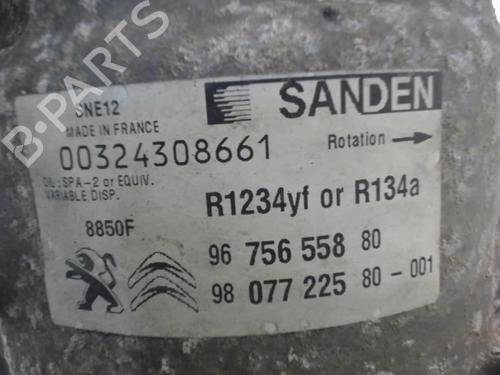 SNE12
SANDEN
MADE IN FRANCE
00324308661
Rotation
OIL: SPA-2 or EQUIV.
VARIABLE DISP.
R1234yf or R134a
8850F
96 756 558 80
98 077 225 80 - 001
B-PARTS